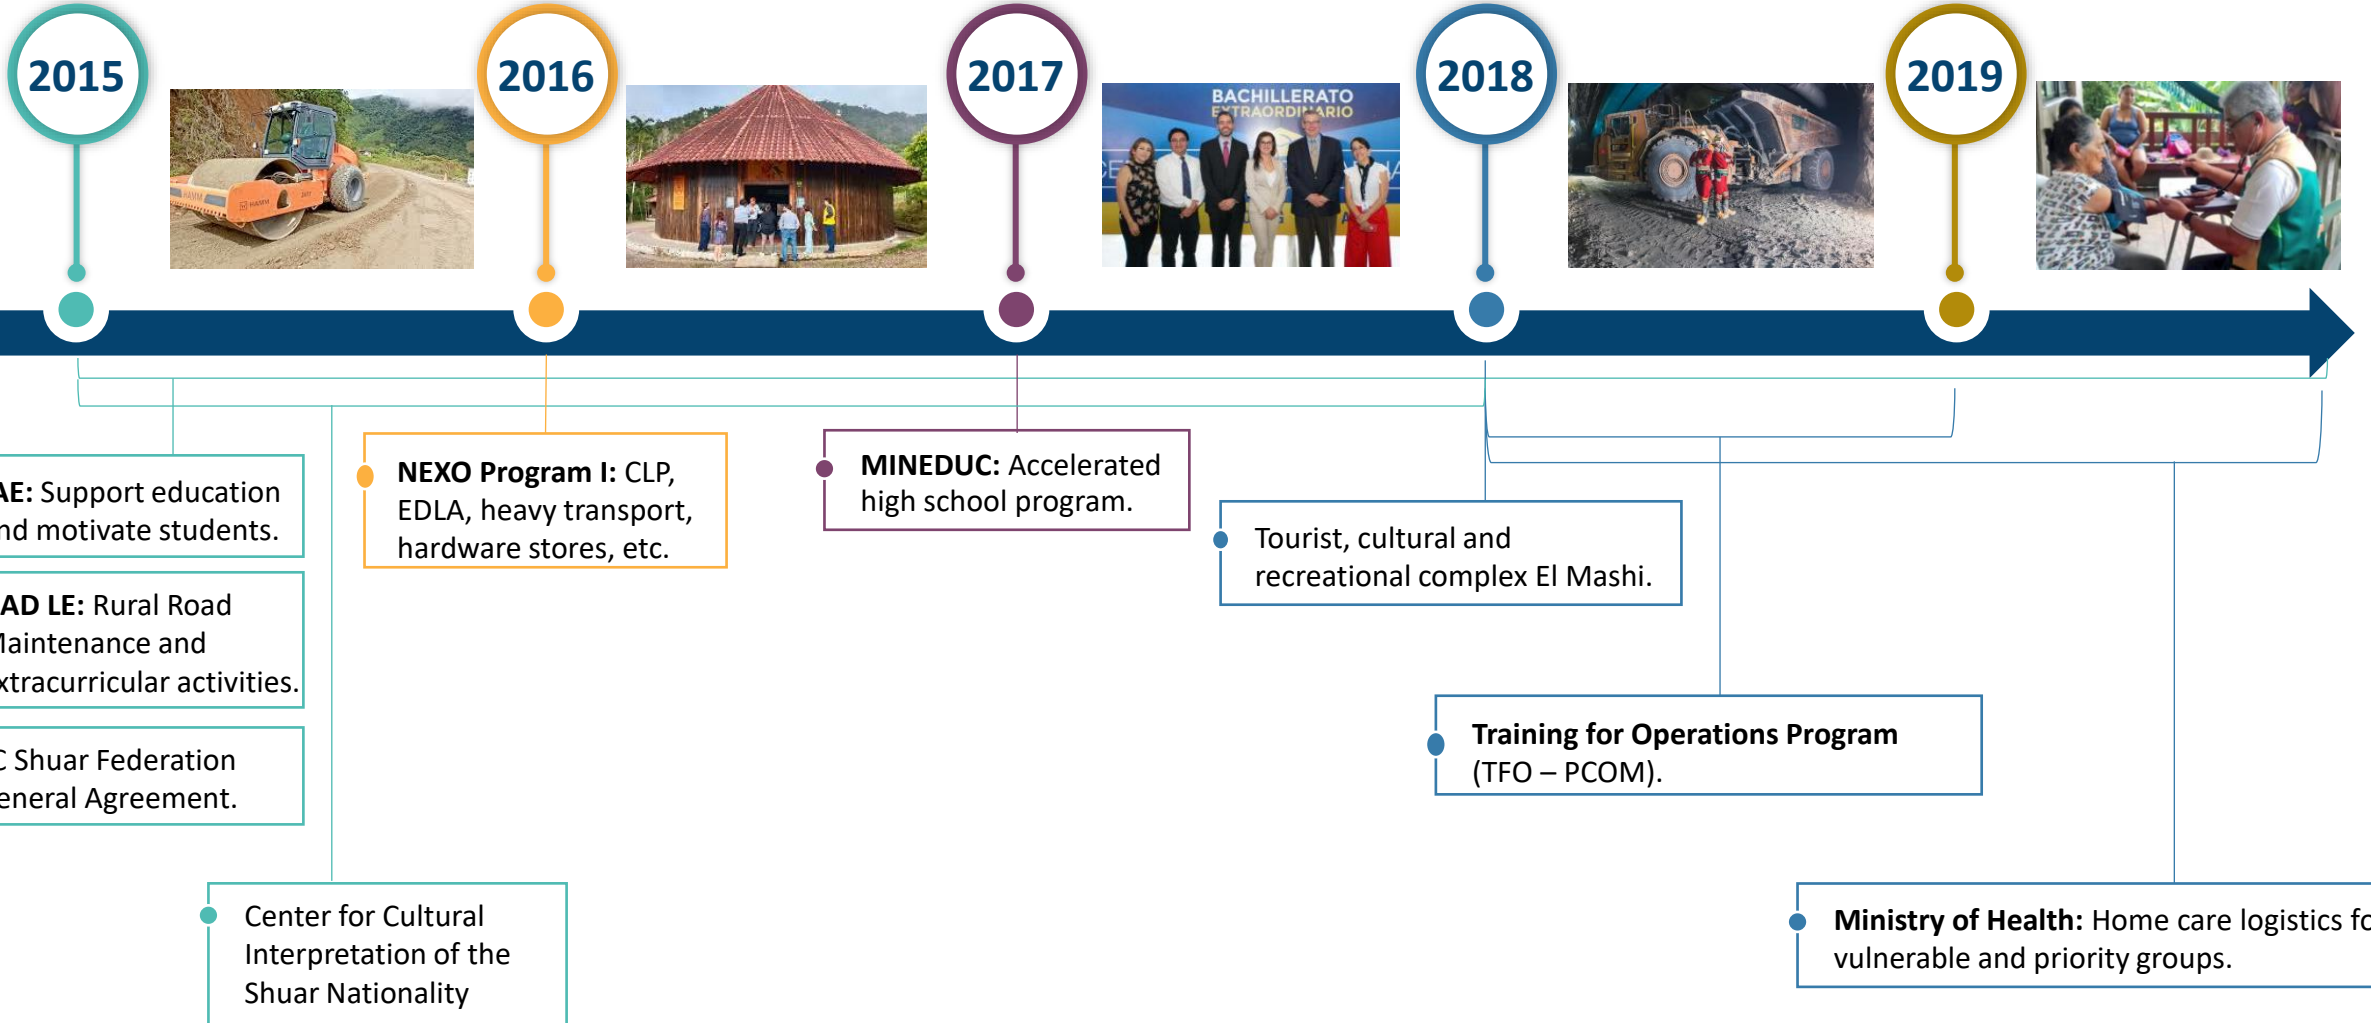 2015
2016
2017
2018
2019
HAMM
BACHILLERATO
EXTRAORDINARIO
AE: Support education
nd motivate students.
AD LE: Rural Road
Maintenance and
xtracurricular activities.
C Shuar Federation
eneral Agreement.
Center for Cultural
Interpretation of the
Shuar Nationality
NEXO Program I: CLP,
EDLA, heavy transport,
hardware stores, etc.
MINEDUC: Accelerated
high school program.
Tourist, cultural and
recreational complex El Mashi.
Training for Operations Program
(TFO – PCOM).
Ministry of Health: Home care logistics fo
vulnerable and priority groups.